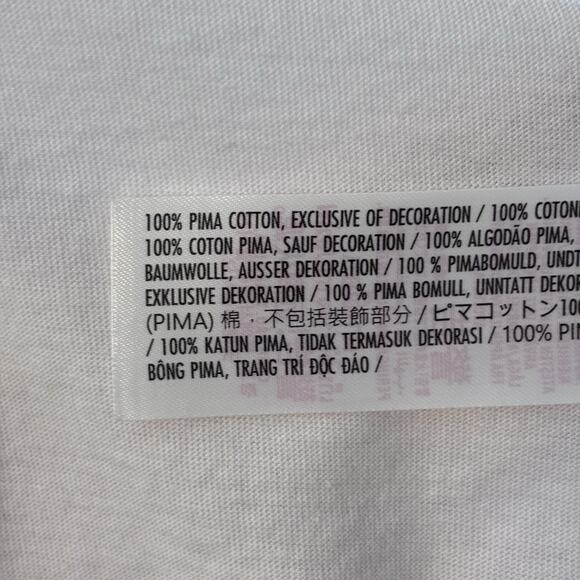 100% PIMA COTTON, EXCLUSIVE OF DECORATION / 100% COTONE
100% COTON PIMA, SAUF DECORATION / 100% ALGODÃO PIMA,
BAUMWOLLE, AUSSER DEKORATION / 100 % PIMABOMULD, UNDT
EXKLUSIVE DEKORATION / 100 % PIMA BOMULL, UNNTATT DEKOR
(PIMA) 棉．不包括裝飾部分 / ピマコットン100
/ 100% KATUN PIMA, TIDAK TERMASUK DEKORASI / 100% PI
BÔNG PIMA, TRANG TRÍ ĐỘC ĐÁO /